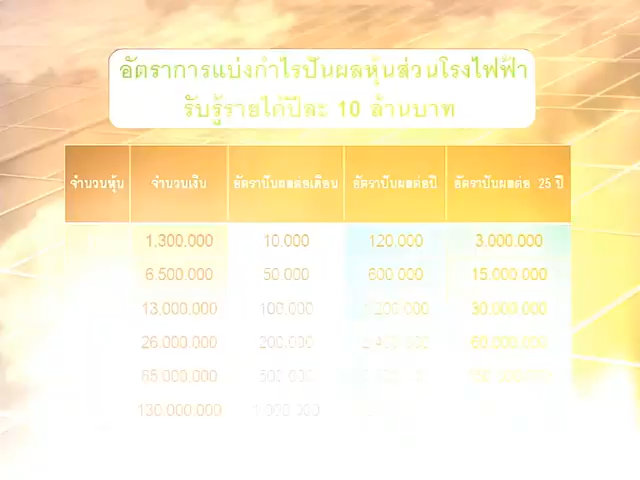 อัตราการแบ่งกำไรปันผลหุ้นส่วนโรงไฟฟ้า
รับรู้รายได้ปีละ 10 ล้านบาท
จำนวนหุ้น จำนวนเงิน อัตราปันผลต่อเดือน อัตราปันผลต่อปี อัตราปันผลต่อ 25 ปี
1,300,000 10,000 120,000 3,000,000
6,500,000 50,000 600,000 15,000,000
13,000,000 100,000 1,200,000 30,000,000
26,000,000 200,000 2,400,000 60,000,000
65,000,000 500,000
130,000,000 1,000,000